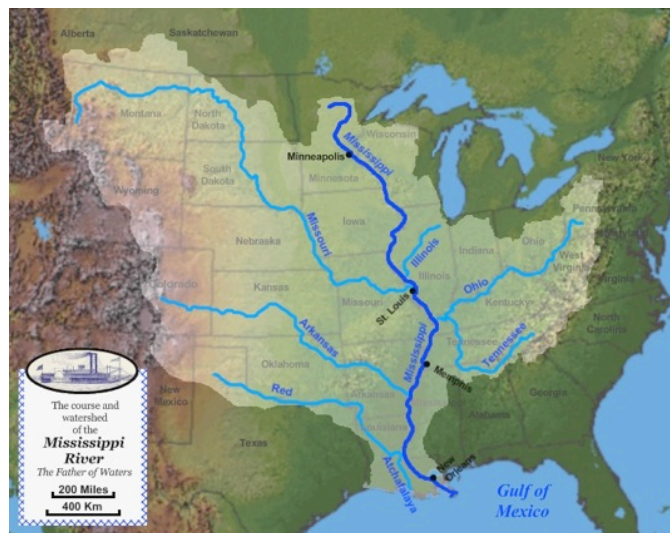 Alberta
Saskatchewan
Montana
North
Dakota
Minneapolis
Mississippi
Wisconsin
Minnesota
South
Dakota
Wyoming
New York
Pennsylvania
Iowa
Missouri
Nebraska
Illinois
Illinois
Indiana
Ohio
Ohio
West
Virginia
Virginia
Colorado
Kansas
Missouri
St. Louis
Kentucky
North
Carolina
Tennessee
Tennessee
Arkansas
Mississippi
Memphis
Oklahoma
Arkansas
Red
New
Mexico
Texas
Louisiana
Alabama
Georgia
Atchafalaya
New
Orleans
Gulf of
Mexico
The course and
watershed
of the
Mississippi
River
The Father of Waters
200 Miles
400 Km